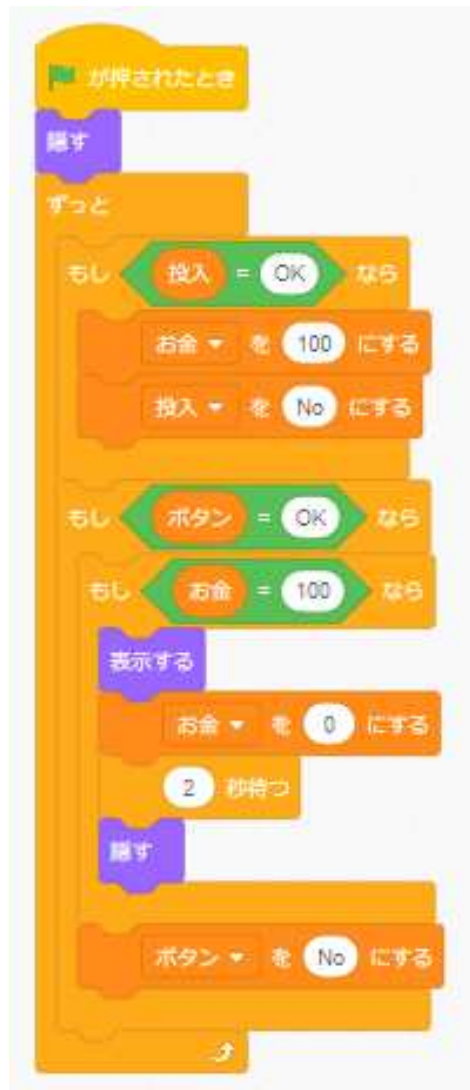 が押されたとき
隠す
ずっと
もし 投入 = OK なら
お金 を 100 にする
投入 を No にする
もし ボタン = OK なら
もし お金 = 100 なら
表示する
お金 を 0 にする
2 秒待つ
隠す
ボタン を No にする